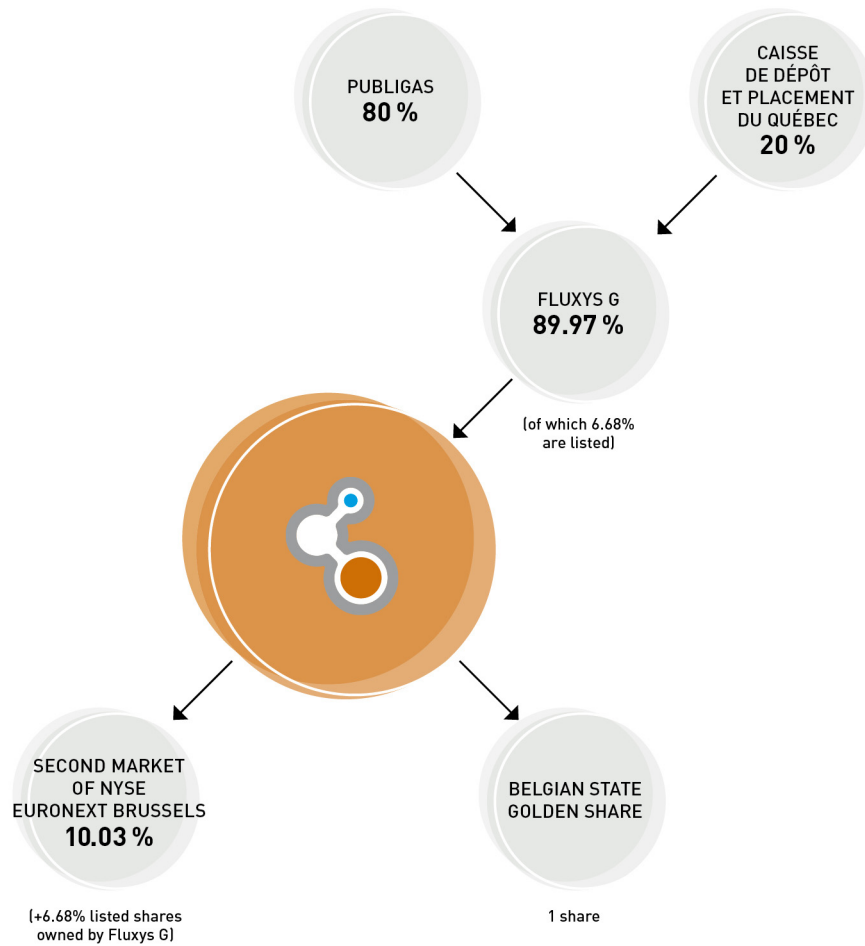 PUBLIGAS
80 %
CAISSE
DE DÉPÔT
ET PLACEMENT
DU QUÉBEC
20 %
FLUXYS G
89.97 %
(of which 6.68%
are listed)
SECOND MARKET
OF NYSE
EURONEXT BRUSSELS
10.03 %
(+6.68% listed shares
owned by Fluxys G)
BELGIAN STATE
GOLDEN SHARE
1 share